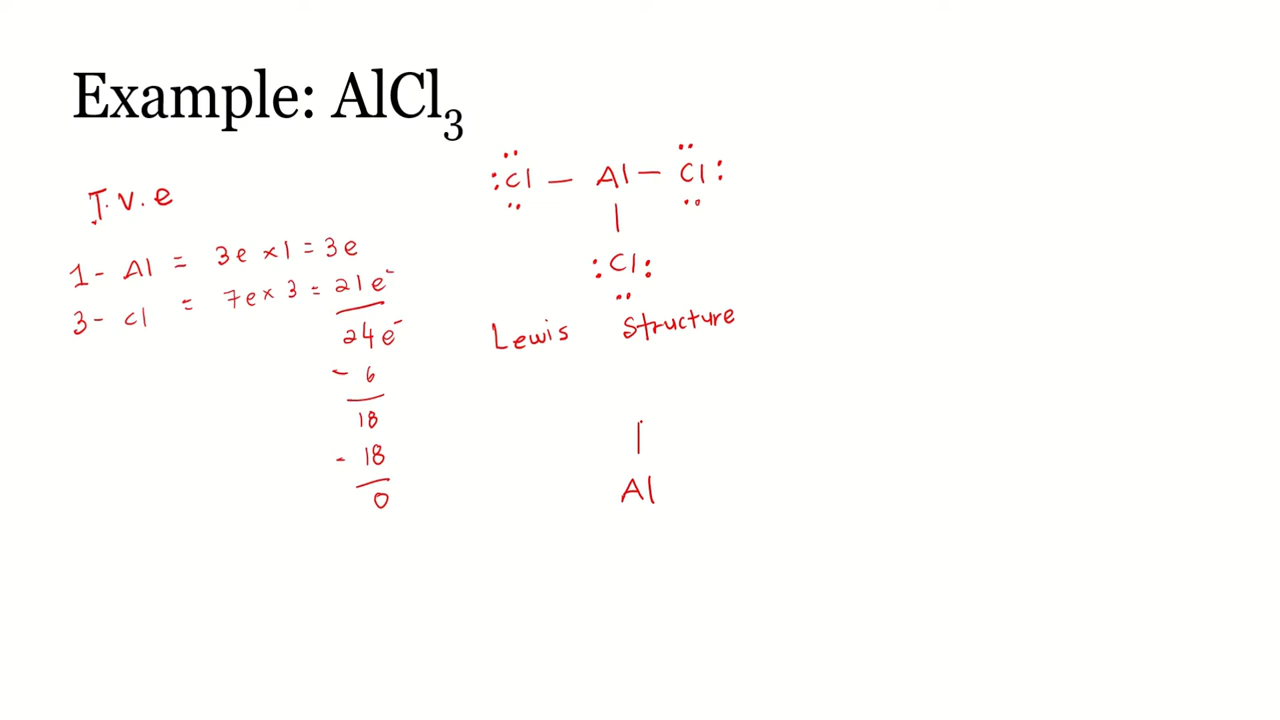 Example: AlCl₃
T.v.e
1- Al = 3e × 1 = 3e
3- Cl = 7e × 3 = 21e⁻
24e⁻
- 6
18
- 18
0
:Cl — Al — Cl:
|
:Cl:
Lewis Structure
|
Al